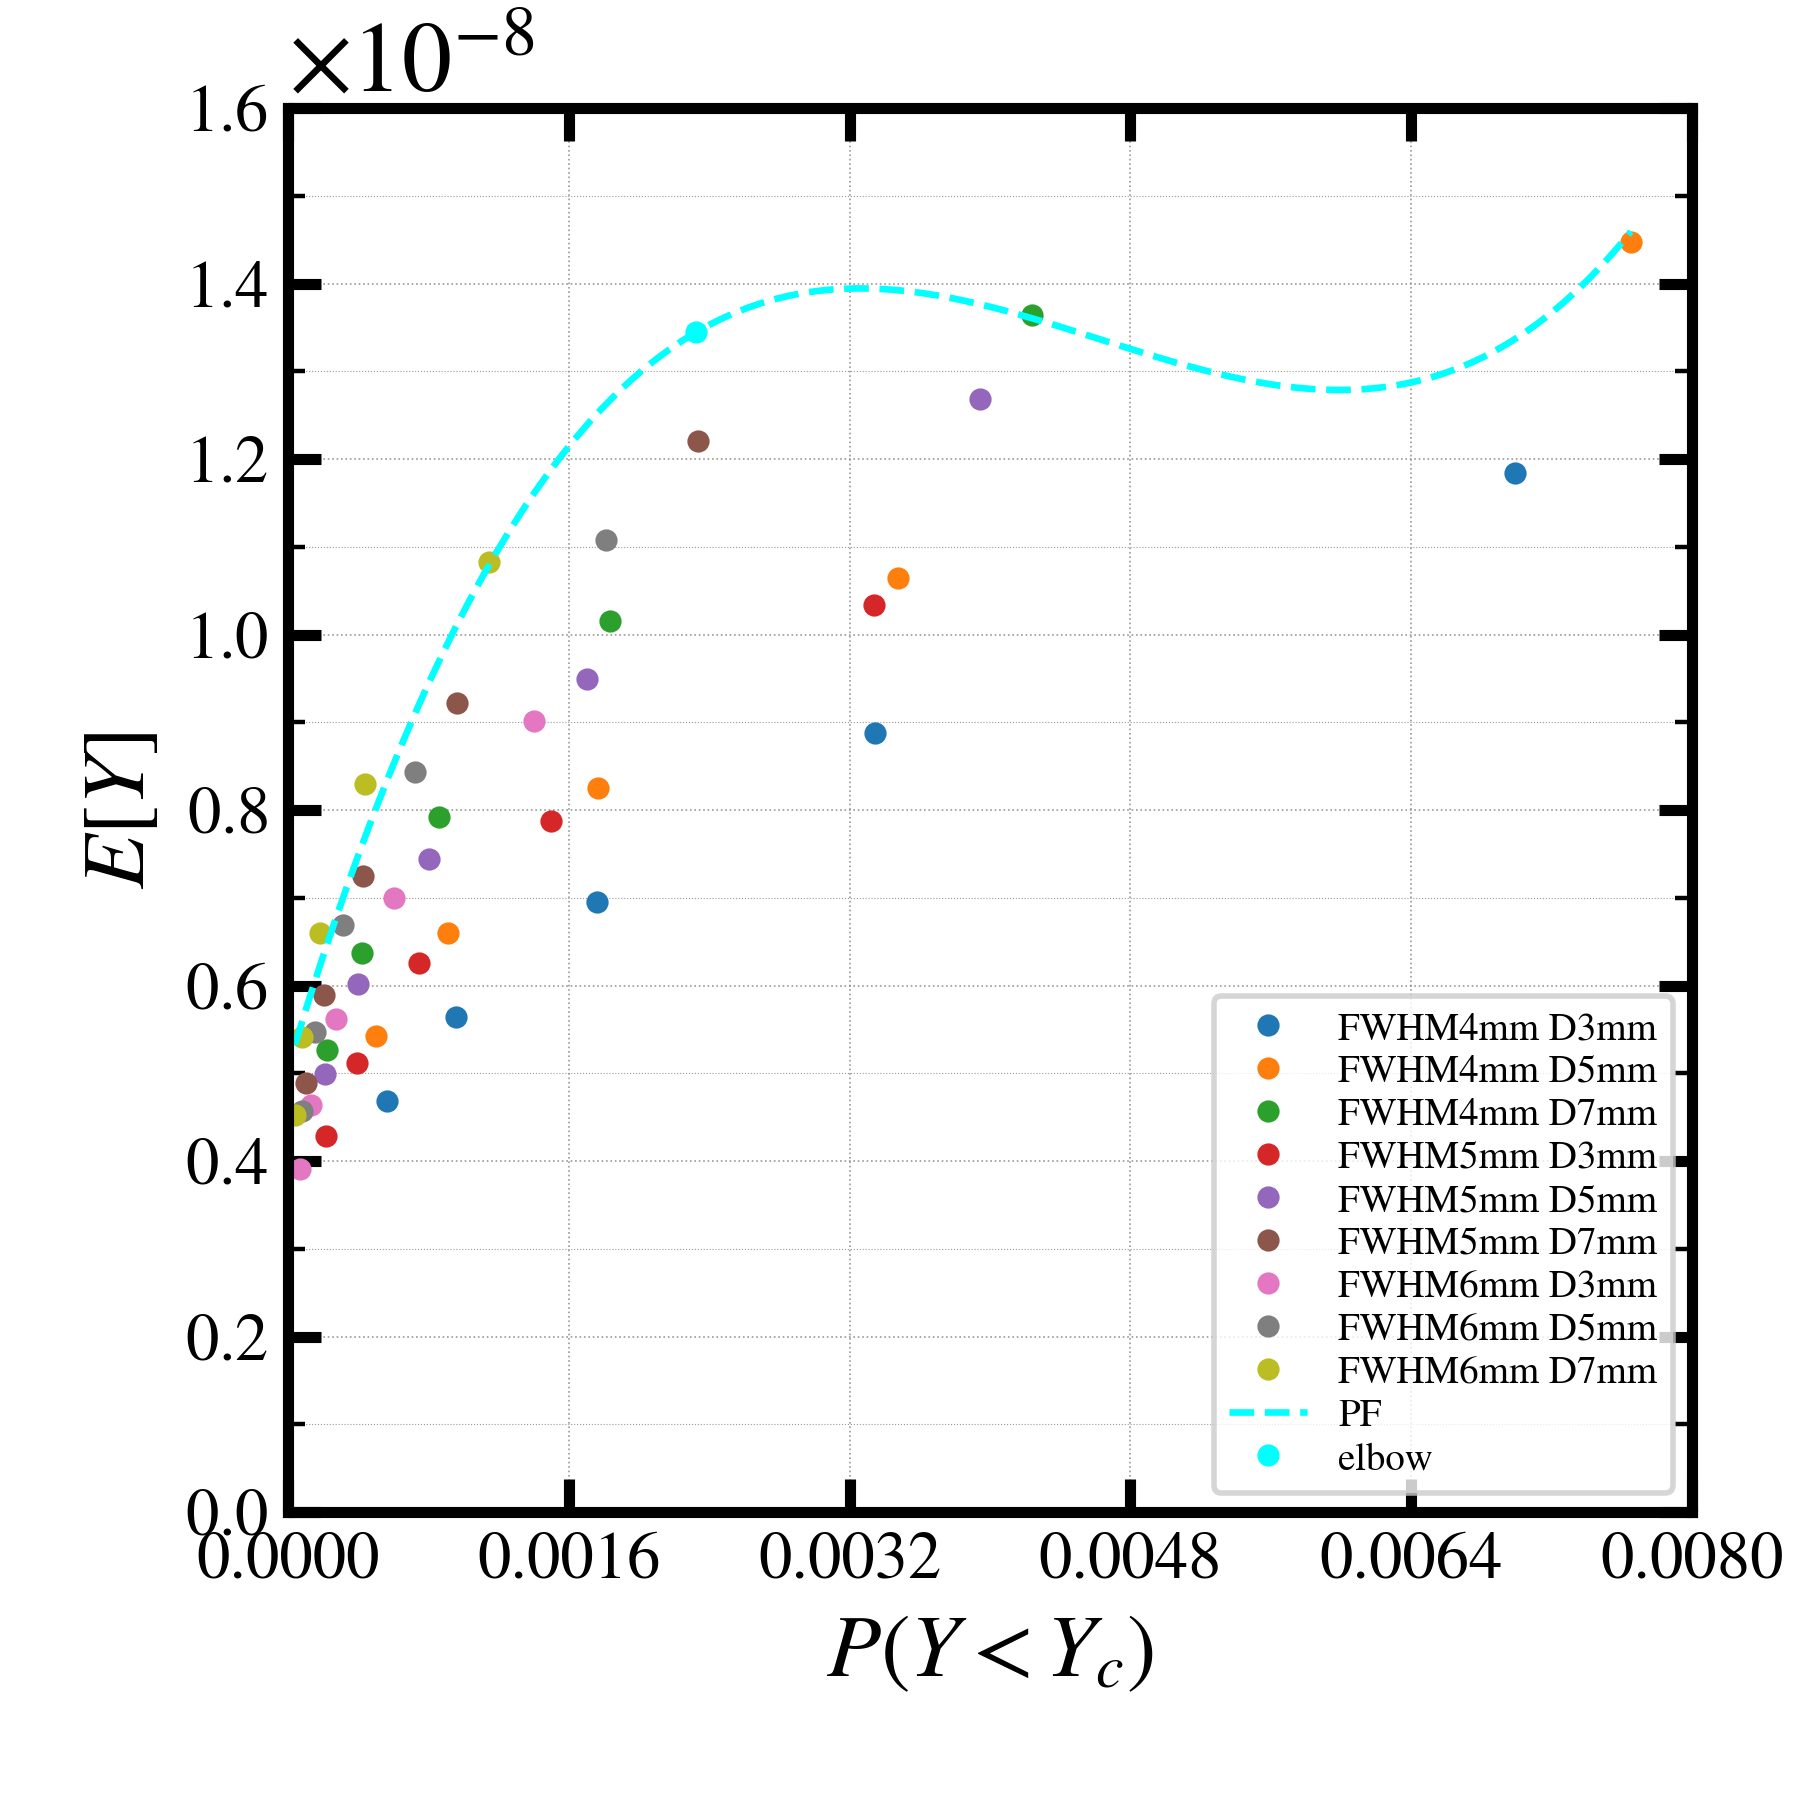 ×10⁻⁸
1.6
1.4
1.2
1.0
0.8
0.6
0.4
0.2
0.0
E[Y]
0.0000 0.0016 0.0032 0.0048 0.0064 0.0080
P(Y < Y_c)
FWHM4mm D3mm
FWHM4mm D5mm
FWHM4mm D7mm
FWHM5mm D3mm
FWHM5mm D5mm
FWHM5mm D7mm
FWHM6mm D3mm
FWHM6mm D5mm
FWHM6mm D7mm
PF
elbow